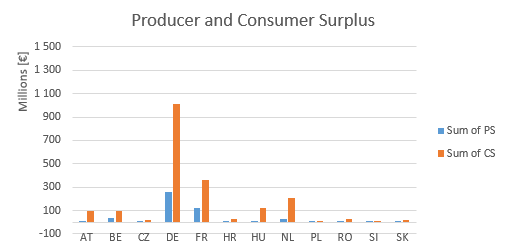 Producer and Consumer Surplus
Millions [€]
1 500
1 300
1 100
900
700
500
300
100
-100
AT BE CZ DE FR HR HU NL PL RO SI SK
Sum of PS
Sum of CS